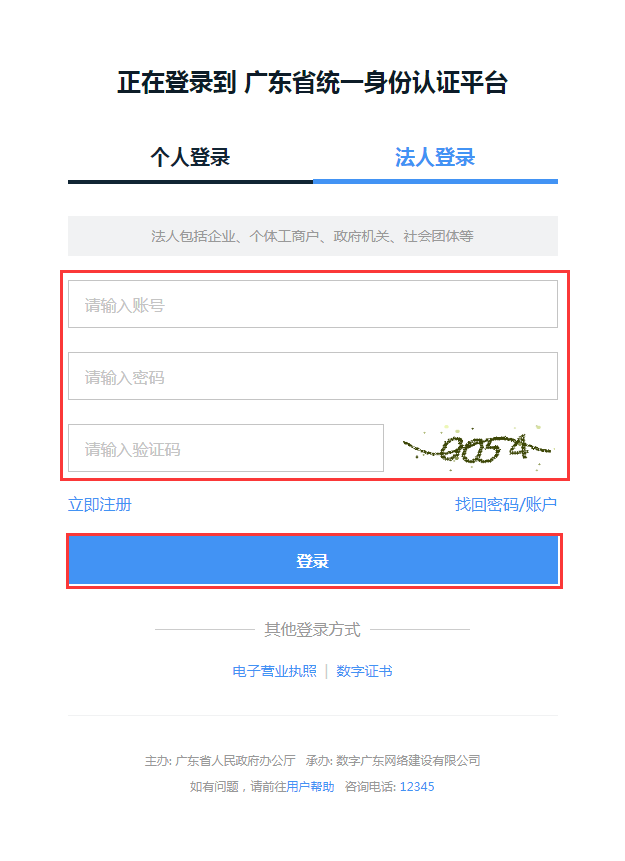 正在登录到 广东省统一身份认证平台
个人登录 法人登录
法人包括企业、个体工商户、政府机关、社会团体等
请输入账号
请输入密码
请输入验证码
立即注册 找回密码/账户
登录
其他登录方式
电子营业执照 | 数字证书
主办: 广东省人民政府办公厅 承办: 数字广东网络建设有限公司
如有问题，请前往用户帮助 咨询电话: 12345